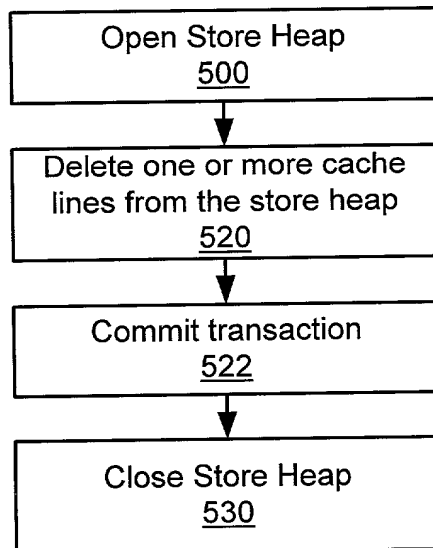 Open Store Heap
500
Delete one or more cache
lines from the store heap
520
Commit transaction
522
Close Store Heap
530